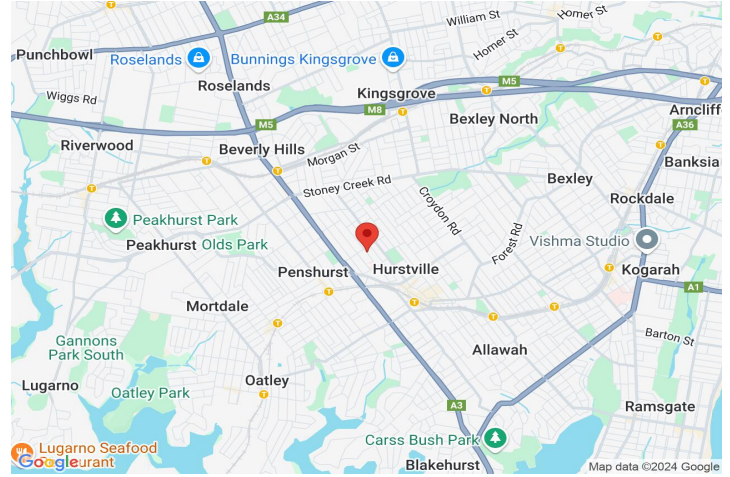 A34
William St
Homer St
Homer St
Punchbowl
Roselands
Bunnings Kingsgrove
Roselands
M5
Wiggs Rd
Kingsgrove
M8
Arncliff
M5
Bexley North
A36
Riverwood
Beverly Hills
Morgan St
Banksia
Stoney Creek Rd
Bexley
Croydon Rd
Rockdale
Peakhurst Park
Forest Rd
Vishma Studio
Peakhurst
Olds Park
Penshurst
Hurstville
Kogarah
A1
Mortdale
Gannons
Park South
Barton St
Allawah
Lugarno
Oatley Park
Oatley
A3
Ramsgate
Carss Bush Park
Lugarno Seafood
Google
urant
Blakehurst
Map data ©2024 Google